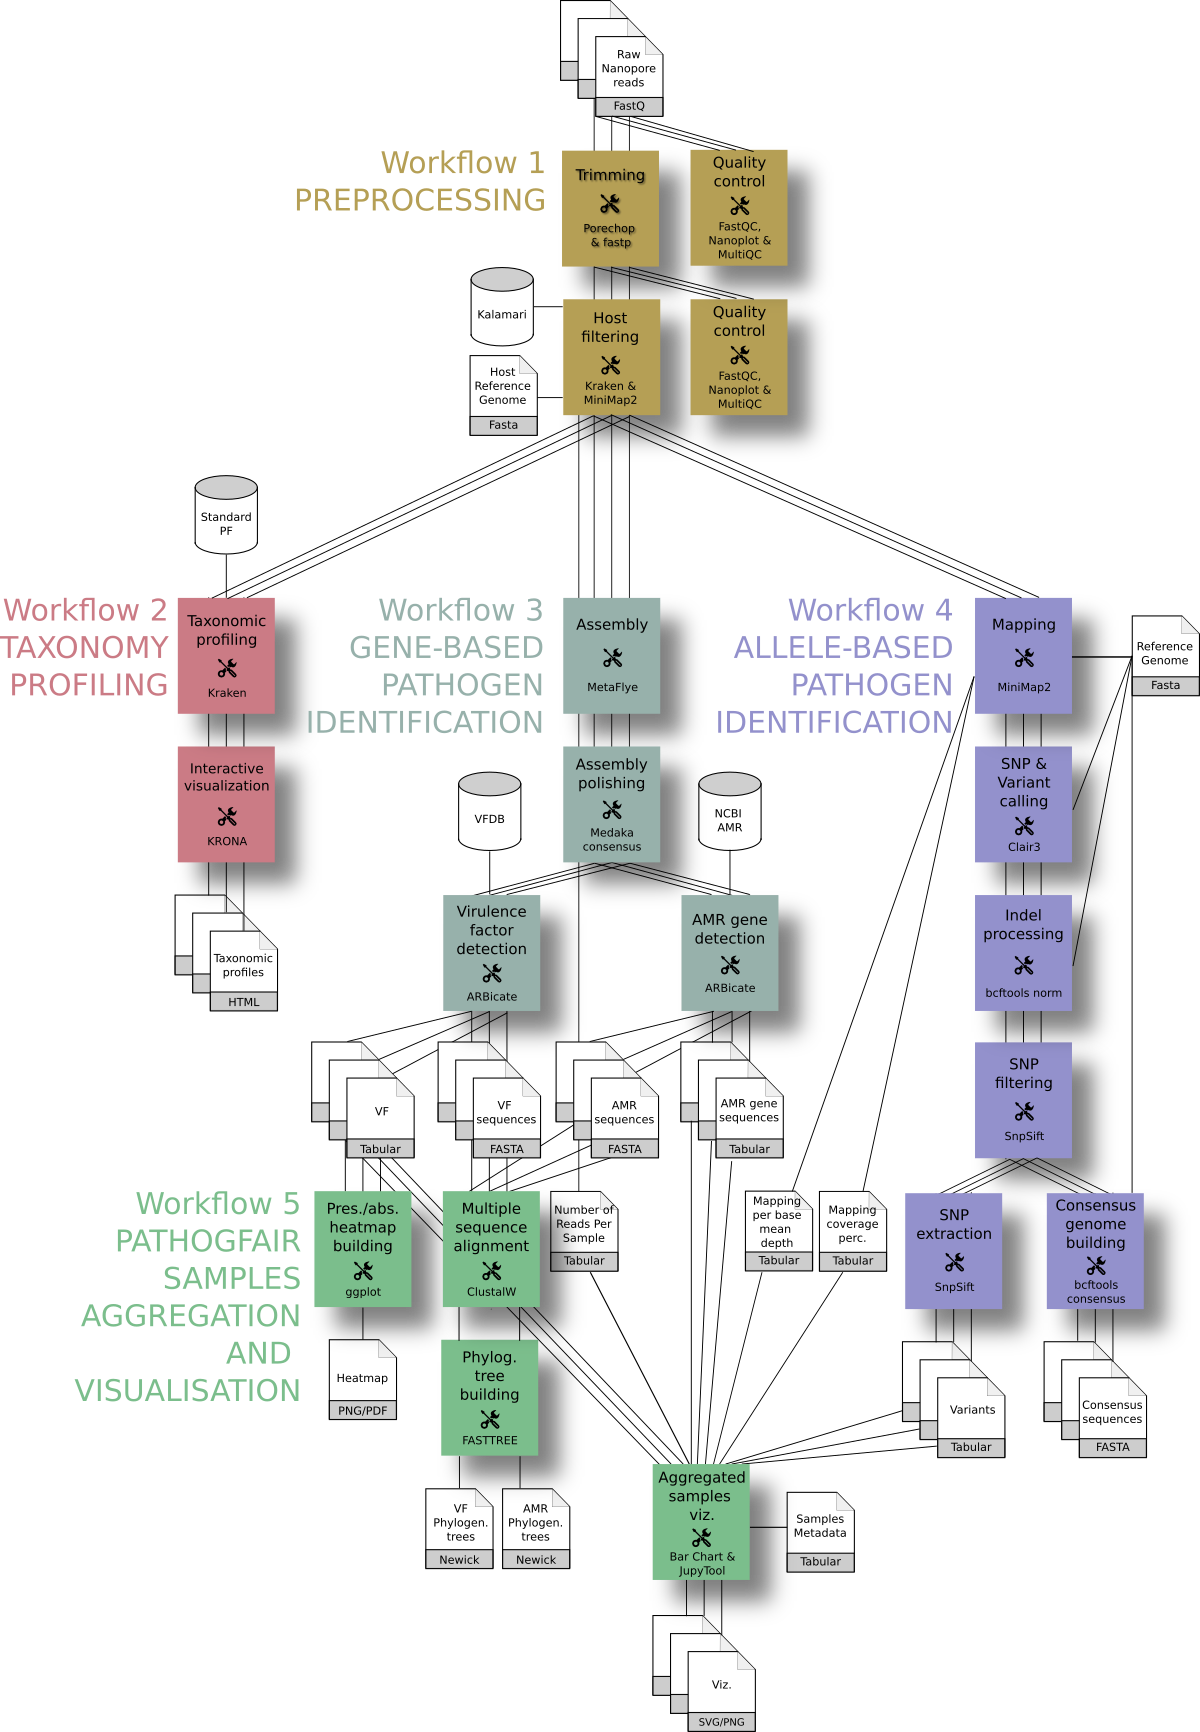 Raw
Nanopore
reads
FastQ
Workflow 1
PREPROCESSING
Trimming
Porechop
& fastp
Quality
control
FastQC,
Nanoplot &
MultiQC
Kalamari
Host
Reference
Genome
Fasta
Host
filtering
Kraken &
MiniMap2
Quality
control
FastQC,
Nanoplot &
MultiQC
Standard
PF
Workflow 2
TAXONOMY
PROFILING
Taxonomic
profiling
Kraken
Interactive
visualization
KRONA
Taxonomic
profiles
HTML
Workflow 3
GENE-BASED
PATHOGEN
IDENTIFICATION
Assembly
MetaFlye
Assembly
polishing
Medaka
consensus
VFDB
NCBI
AMR
Virulence
factor
detection
ARBicate
AMR gene
detection
ARBicate
VF
Tabular
VF
sequences
FASTA
AMR
sequences
FASTA
AMR gene
sequences
Tabular
Workflow 4
ALLELE-BASED
PATHOGEN
IDENTIFICATION
Mapping
MiniMap2
Reference
Genome
Fasta
SNP &
Variant
calling
Clair3
Indel
processing
bcftools norm
SNP
filtering
SnpSift
SNP
extraction
SnpSift
Consensus
genome
building
bcftools
consensus
Variants
Tabular
Consensus
sequences
FASTA
Mapping
per base
mean
depth
Tabular
Mapping
coverage
perc.
Tabular
Number of
Reads Per
Sample
Tabular
Workflow 5
PATHOGFAIR
SAMPLES
AGGREGATION
AND
VISUALISATION
Pres./abs.
heatmap
building
ggplot
Heatmap
PNG/PDF
Multiple
sequence
alignment
ClustalW
Phylog.
tree
building
FASTTREE
VF
Phylogen.
trees
Newick
AMR
Phylogen.
trees
Newick
Aggregated
samples
viz.
Bar Chart &
JupyTool
Samples
Metadata
Tabular
Viz.
SVG/PNG